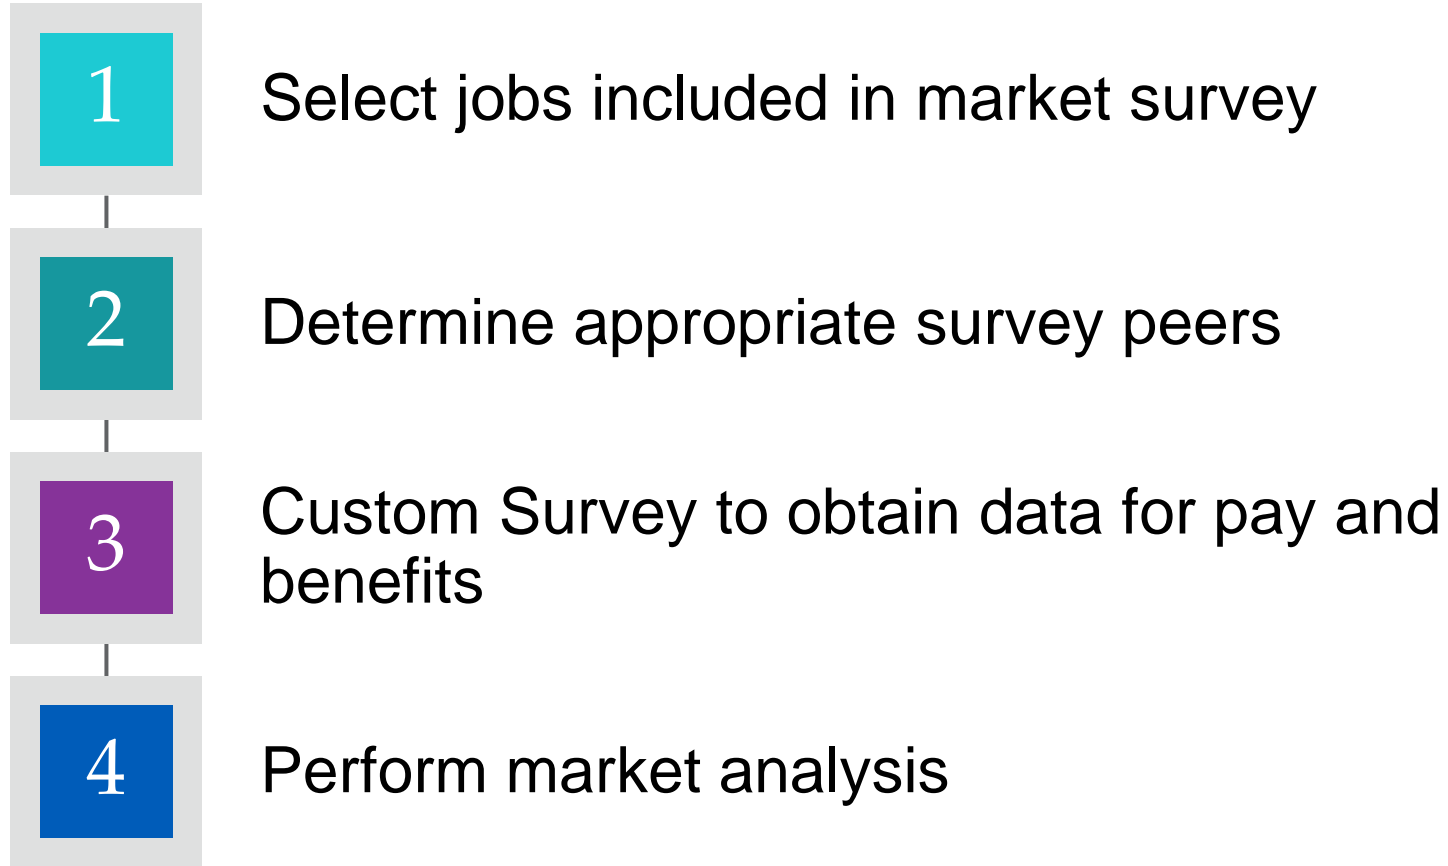 1
Select jobs included in market survey
2
Determine appropriate survey peers
3
Custom Survey to obtain data for pay and
benefits
4
Perform market analysis